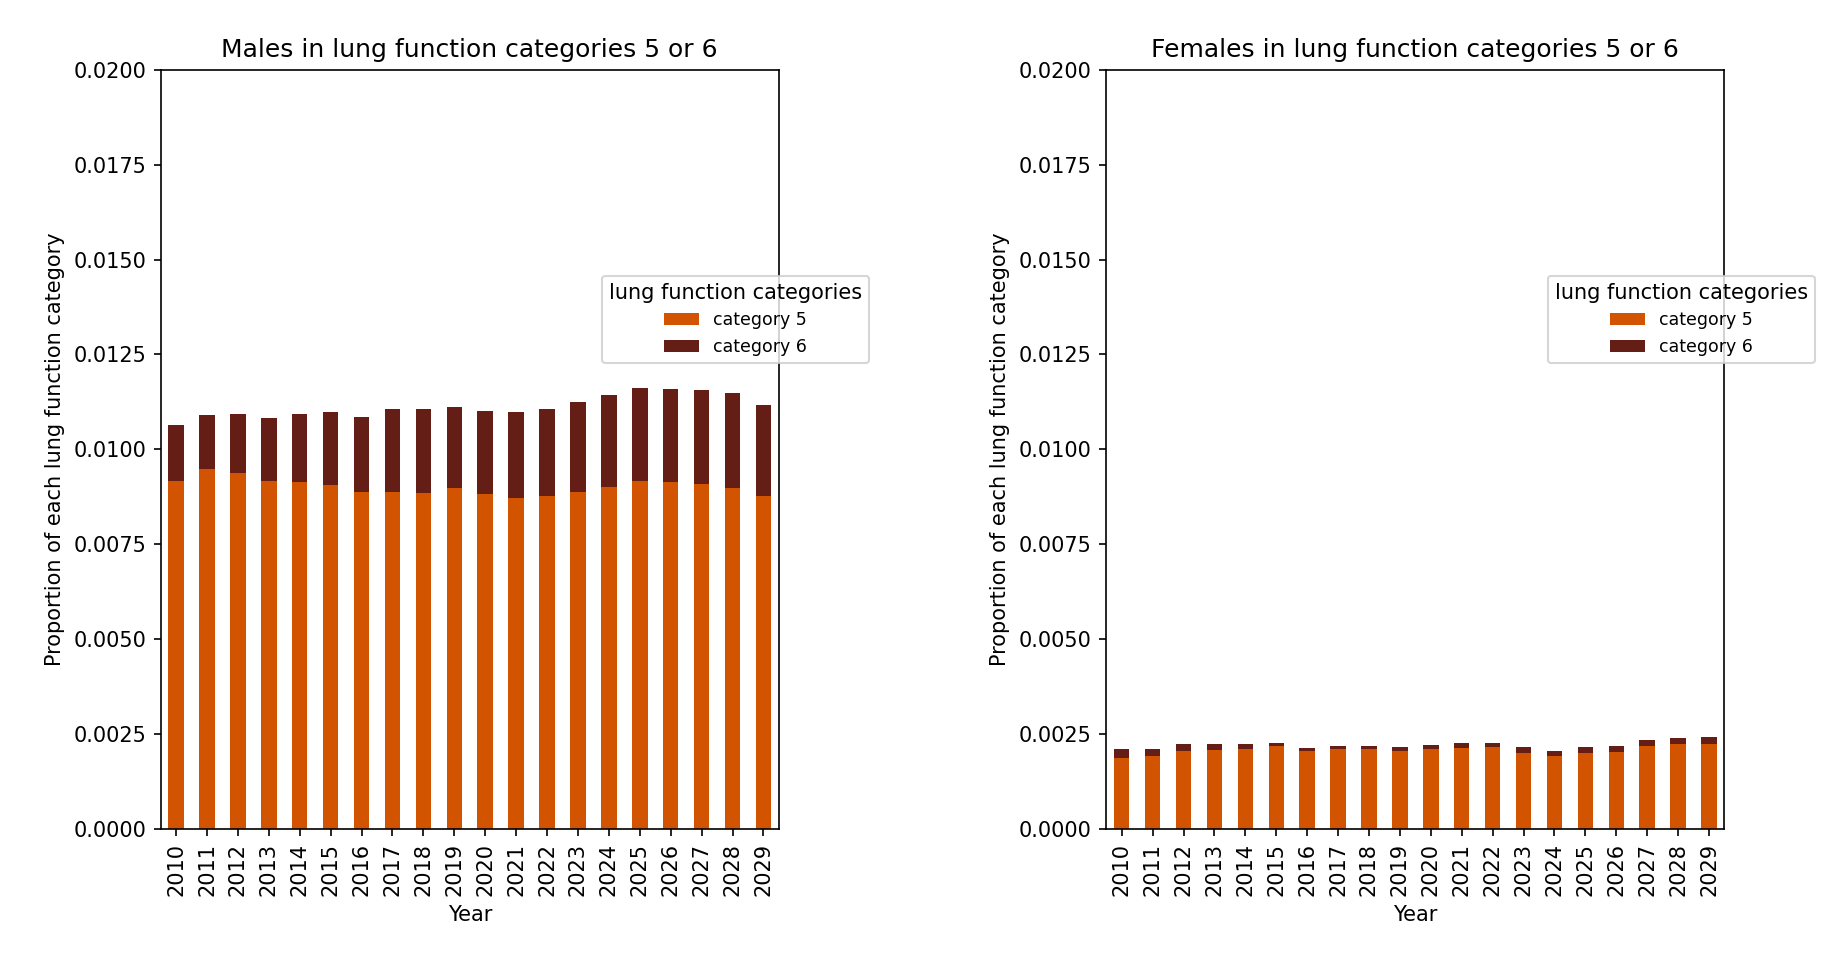 Males in lung function categories 5 or 6
Proportion of each lung function category
0.0200
0.0175
0.0150
0.0125
0.0100
0.0075
0.0050
0.0025
0.0000
lung function categories
category 5
category 6
2010 2011 2012 2013 2014 2015 2016 2017 2018 2019 2020 2021 2022 2023 2024 2025 2026 2027 2028 2029
Year
Females in lung function categories 5 or 6
Proportion of each lung function category
0.0200
0.0175
0.0150
0.0125
0.0100
0.0075
0.0050
0.0025
0.0000
lung function categories
category 5
category 6
2010 2011 2012 2013 2014 2015 2016 2017 2018 2019 2020 2021 2022 2023 2024 2025 2026 2027 2028 2029
Year